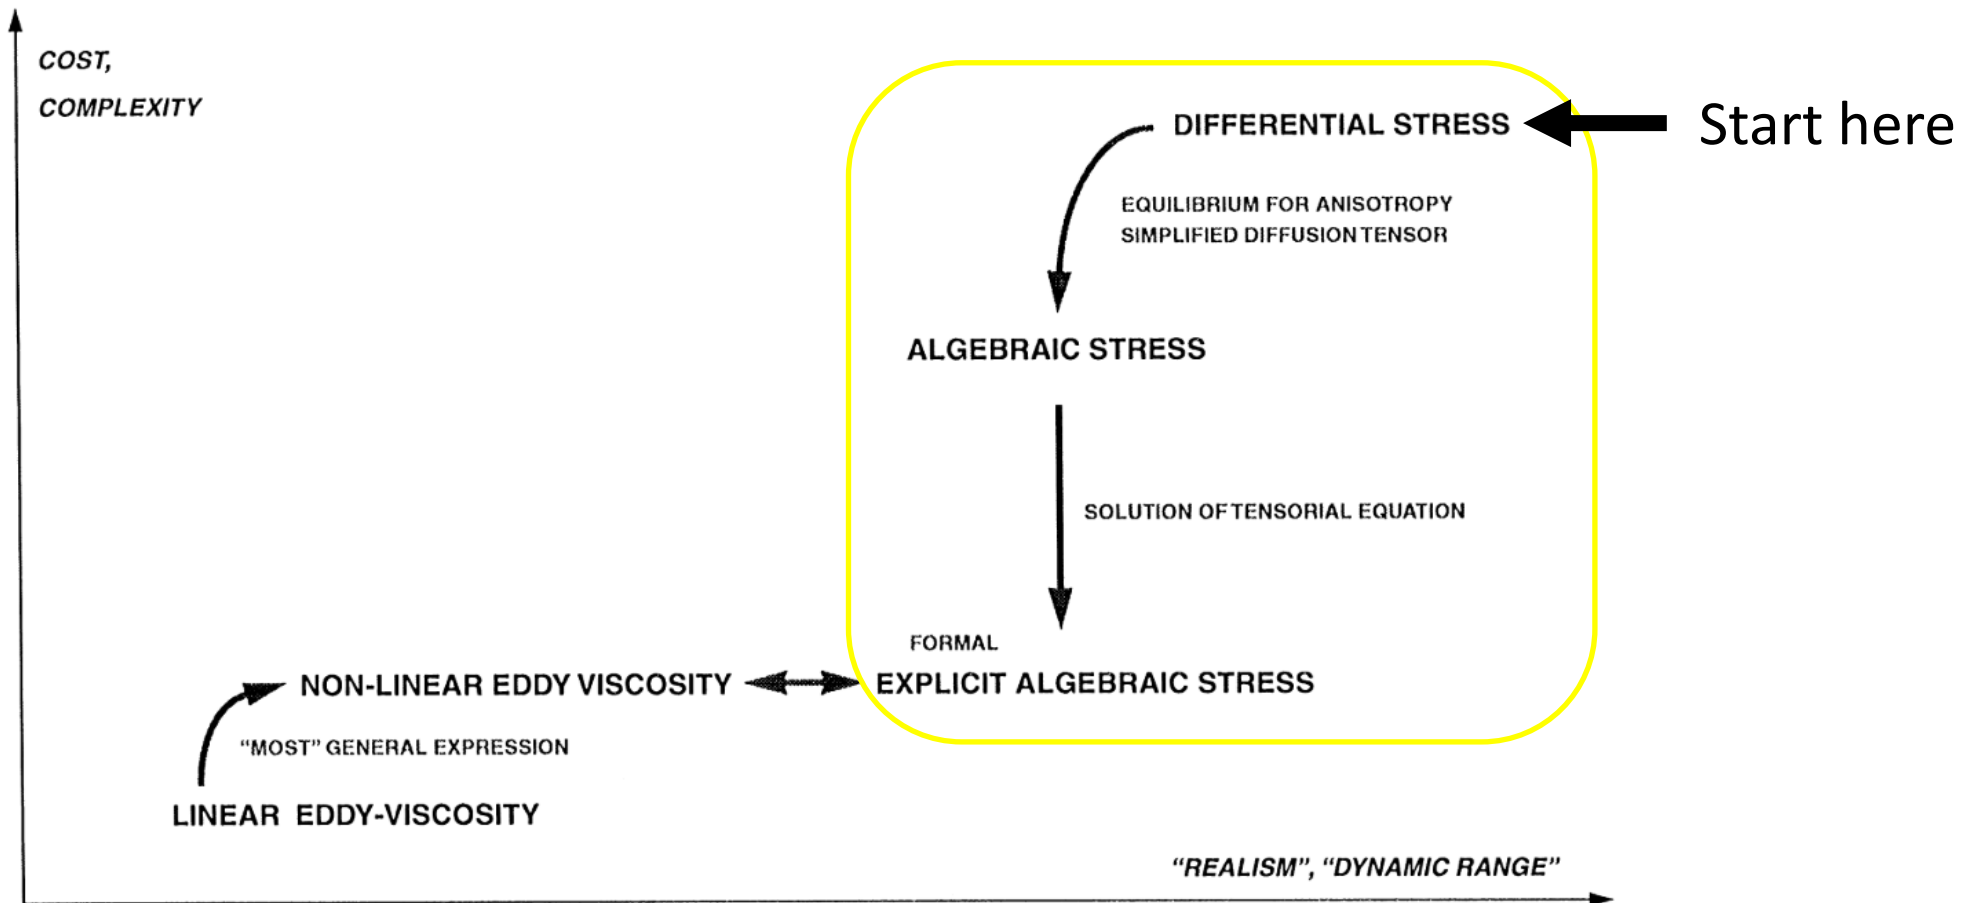 COST,
COMPLEXITY
DIFFERENTIAL STRESS
Start here
EQUILIBRIUM FOR ANISOTROPY
SIMPLIFIED DIFFUSION TENSOR
ALGEBRAIC STRESS
SOLUTION OF TENSORIAL EQUATION
FORMAL
NON-LINEAR EDDY VISCOSITY
EXPLICIT ALGEBRAIC STRESS
“MOST” GENERAL EXPRESSION
LINEAR EDDY-VISCOSITY
“REALISM”, “DYNAMIC RANGE”